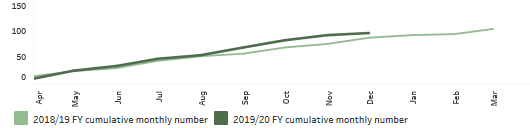 150
100
50
0
Apr May Jun Jul Aug Sep Oct Nov Dec Jan Feb Mar
2018/19 FY cumulative monthly number 2019/20 FY cumulative monthly number